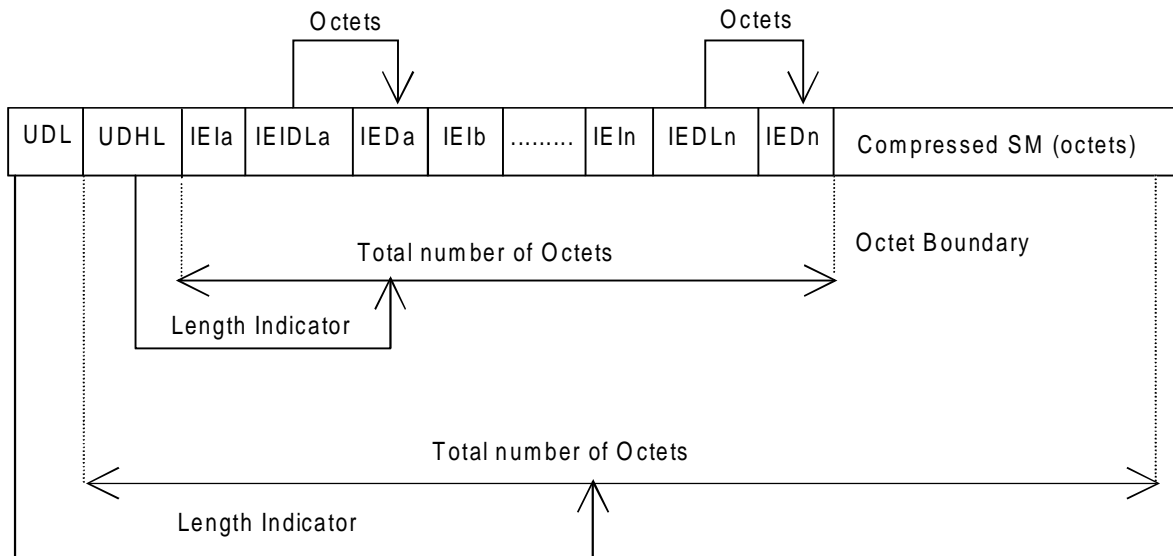 Octets Octets
UDL UDHL IEIa IEIDLa IEDa IEIb ......... IEIn IEDLn IEDn Compressed SM (octets)
Total number of Octets
Octet Boundary
Length Indicator
Total number of Octets
Length Indicator